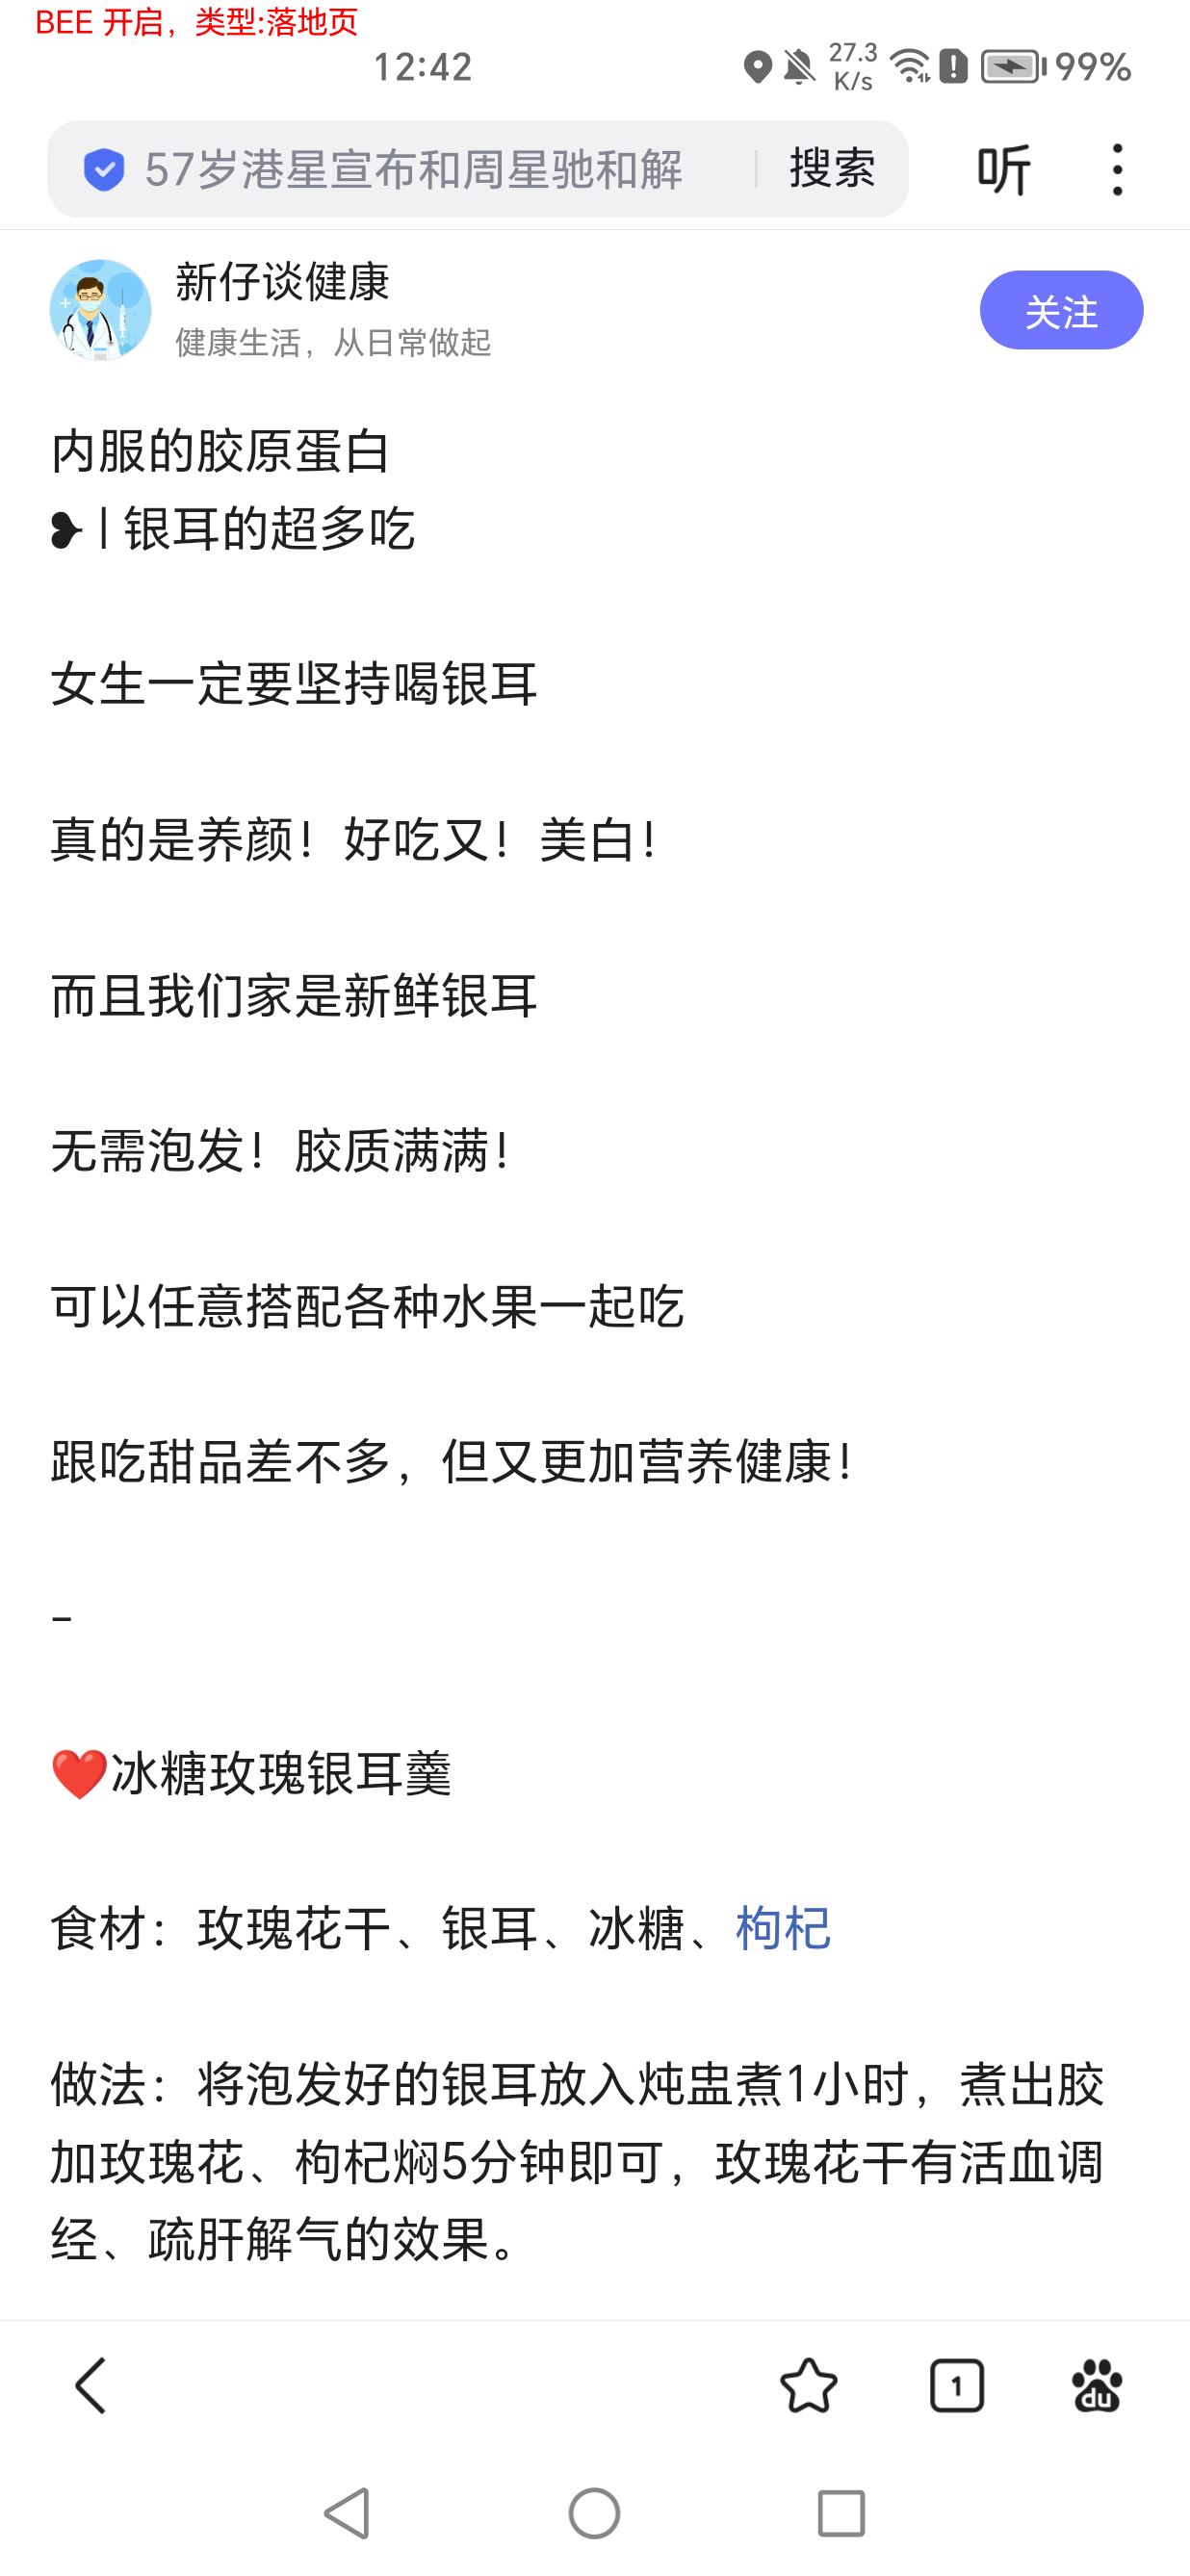 BEE 开启，类型:落地页
12:42
27.3
K/s
99%
57岁港星宣布和周星驰和解
搜索
听
新仔谈健康
健康生活，从日常做起
关注
内服的胶原蛋白
❥ | 银耳的超多吃
女生一定要坚持喝银耳
真的是养颜！好吃又！美白！
而且我们家是新鲜银耳
无需泡发！胶质满满！
可以任意搭配各种水果一起吃
跟吃甜品差不多，但又更加营养健康！
-
❤️冰糖玫瑰银耳羹
食材：玫瑰花干、银耳、冰糖、枸杞
做法：将泡发好的银耳放入炖盅煮1小时，煮出胶
加玫瑰花、枸杞焖5分钟即可，玫瑰花干有活血调
经、疏肝解气的效果。
1
du